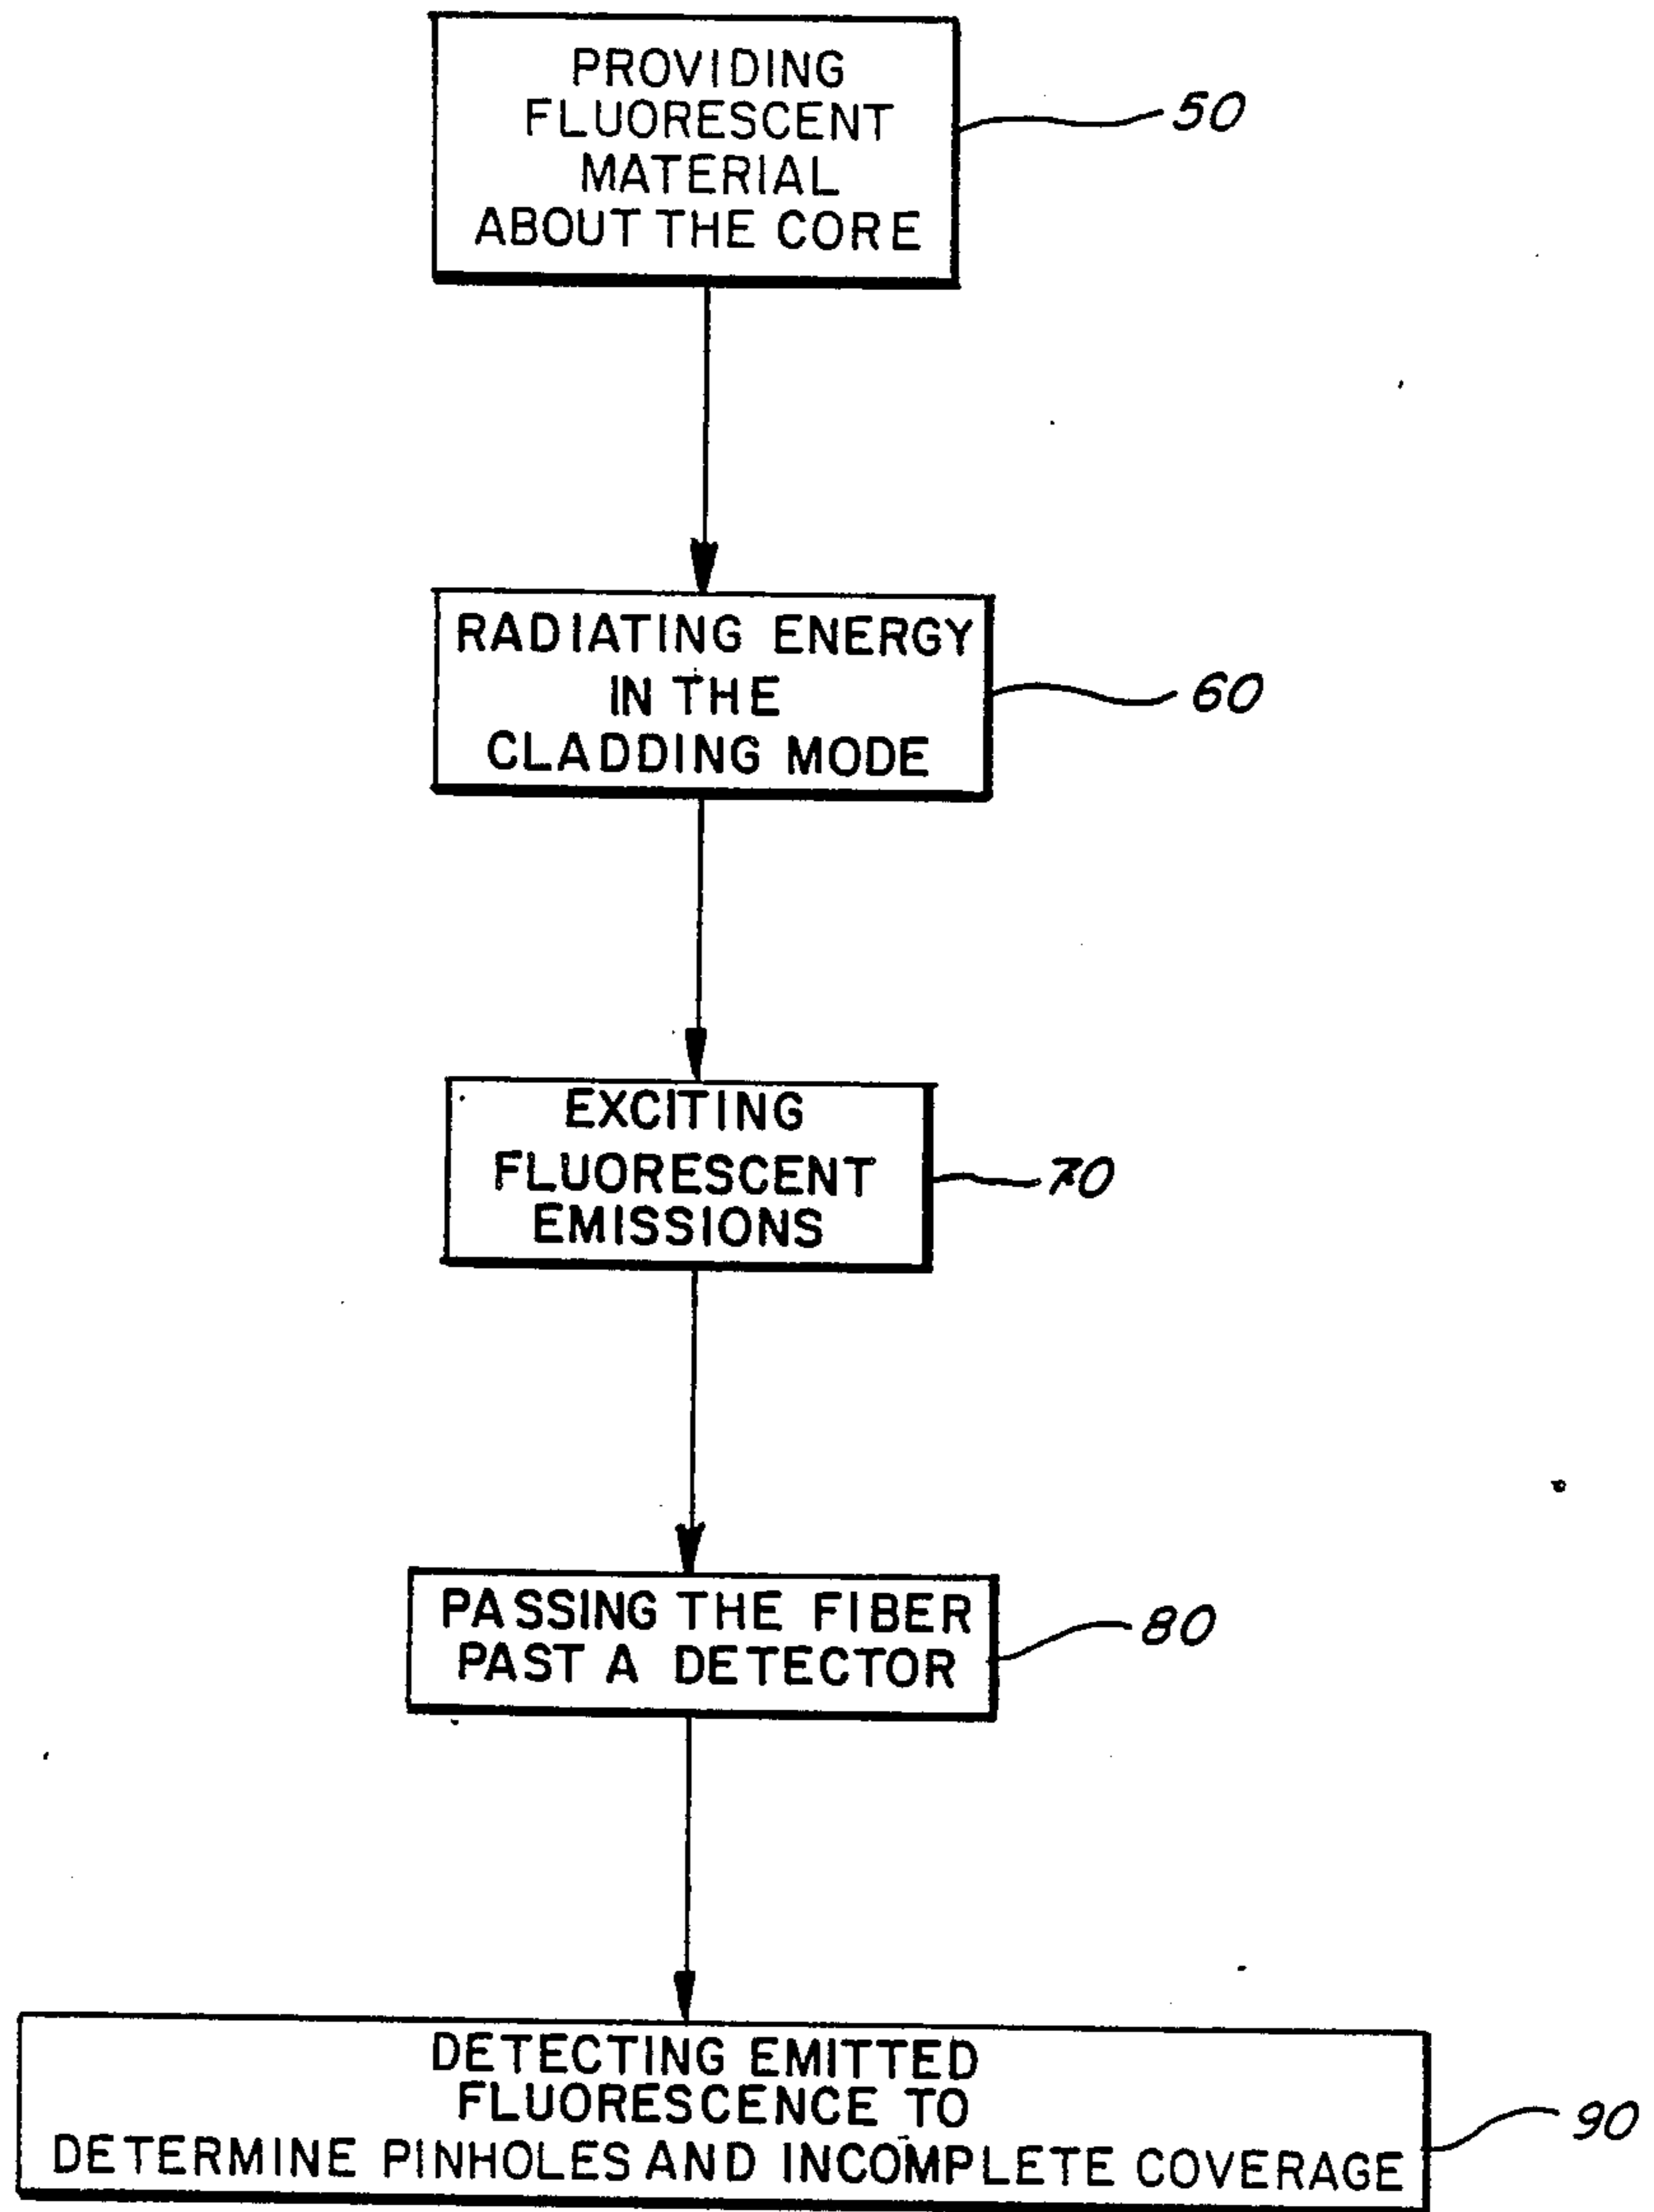 PROVIDING
FLUORESCENT
MATERIAL
ABOUT THE CORE
50
RADIATING ENERGY
IN THE
CLADDING MODE
60
EXCITING
FLUORESCENT
EMISSIONS
70
PASSING THE FIBER
PAST A DETECTOR
80
DETECTING EMITTED
FLUORESCENCE TO
DETERMINE PINHOLES AND INCOMPLETE COVERAGE
90